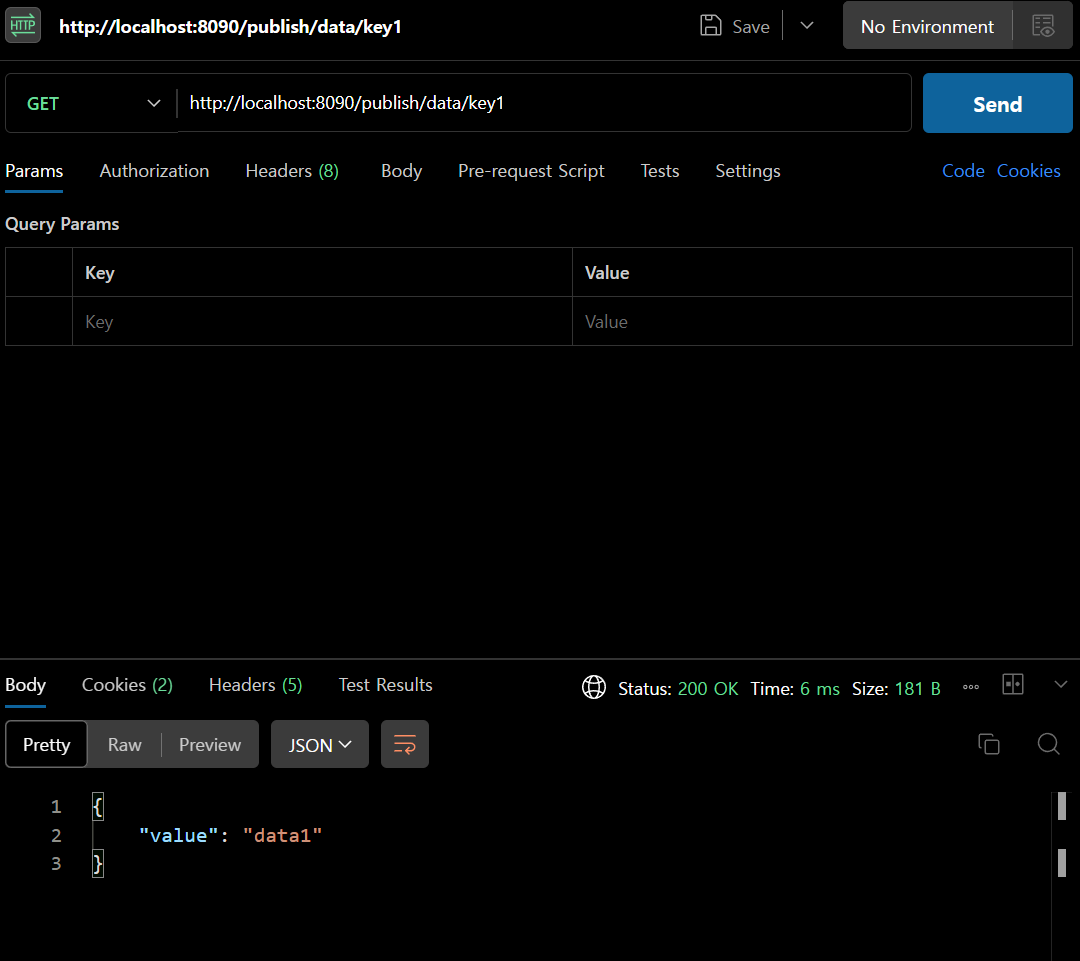 HTTP http://localhost:8090/publish/data/key1 Save No Environment
GET http://localhost:8090/publish/data/key1 Send
Params Authorization Headers (8) Body Pre-request Script Tests Settings Code Cookies
Query Params
Key Value
Key Value
Body Cookies (2) Headers (5) Test Results Status: 200 OK Time: 6 ms Size: 181 B
Pretty Raw Preview JSON
1 {
2 "value": "data1"
3 }